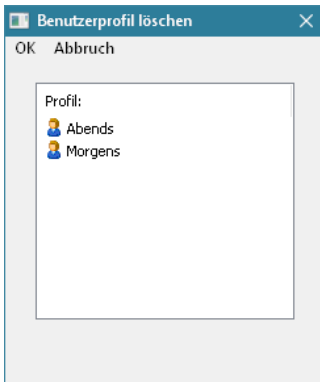 Benutzerprofil löschen
OK Abbruch
Profil:
Abends
Morgens